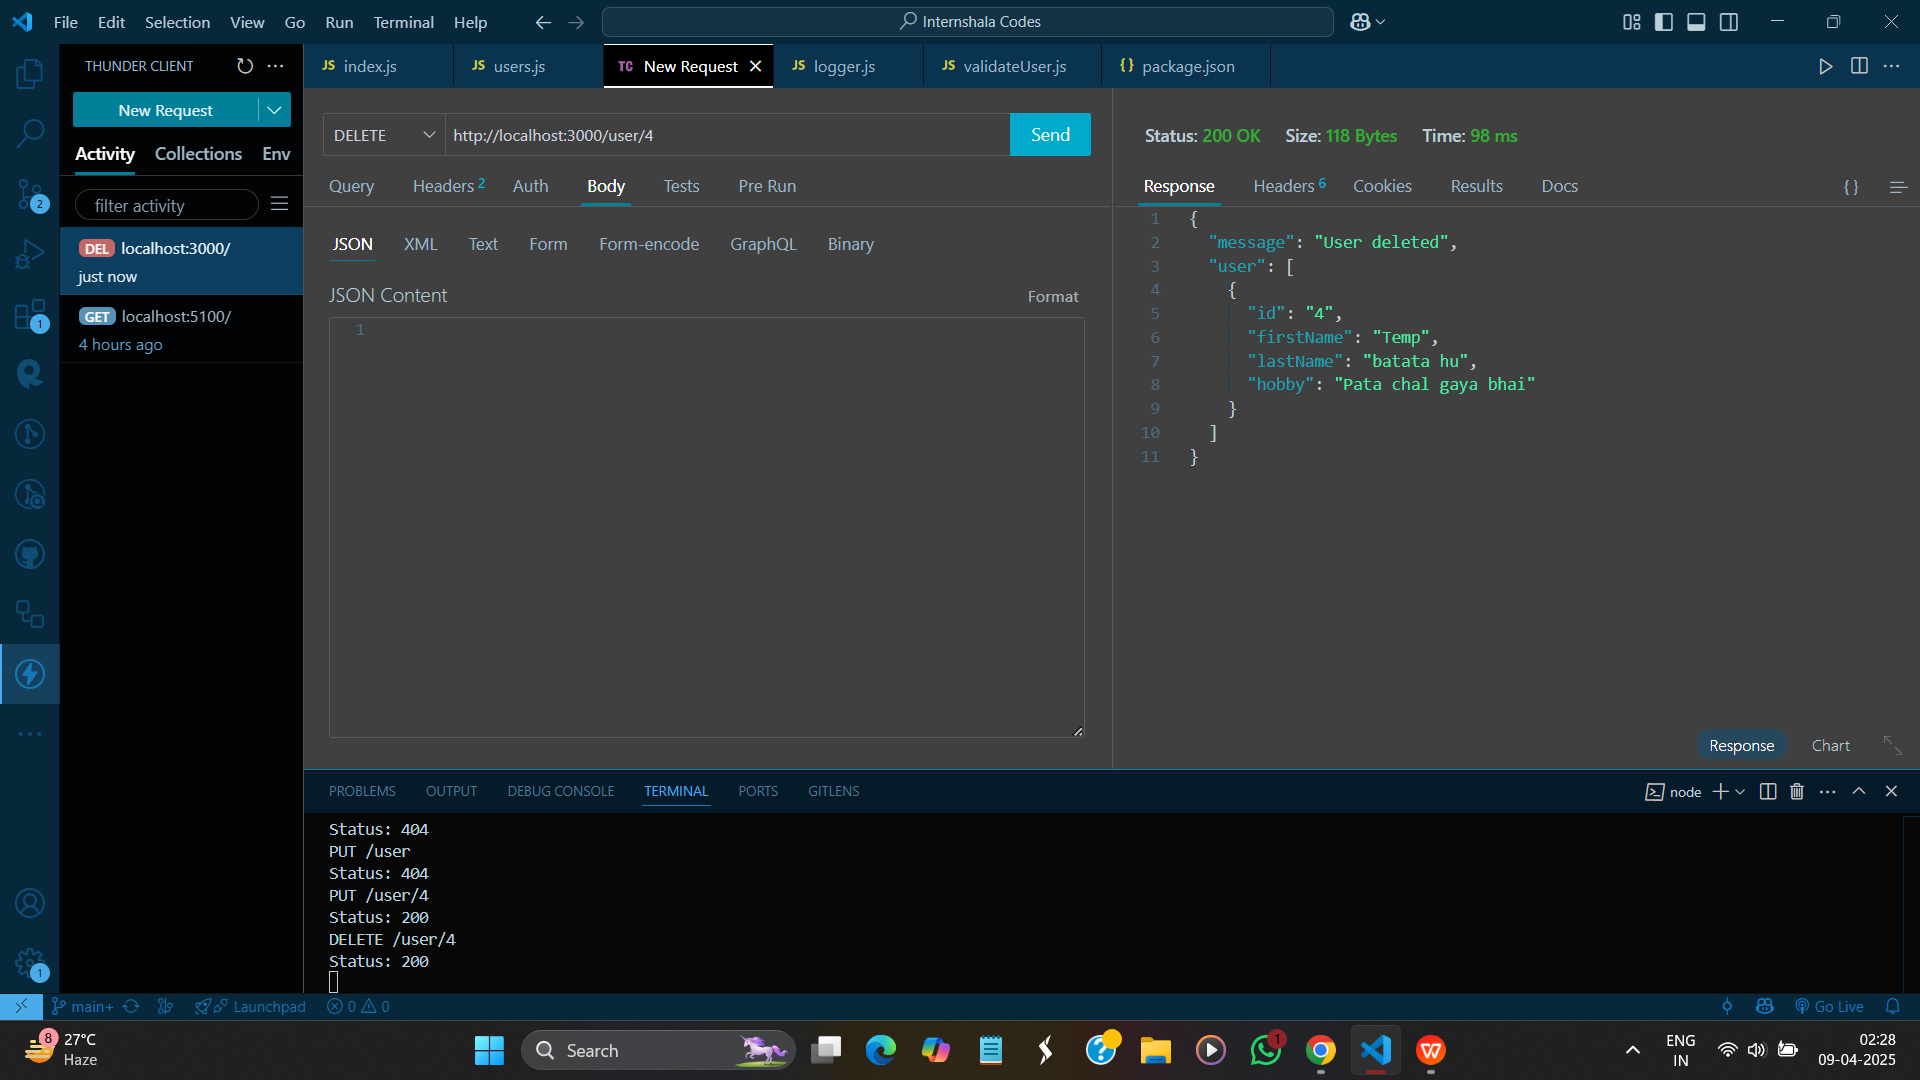 File Edit Selection View Go Run Terminal Help
Internshala Codes
THUNDER CLIENT
JS index.js
JS users.js
TC New Request
JS logger.js
JS validateUser.js
{} package.json
New Request
Activity Collections Env
filter activity
DEL localhost:3000/
just now
GET localhost:5100/
4 hours ago
DELETE http://localhost:3000/user/4 Send
Query Headers 2 Auth Body Tests Pre Run
JSON XML Text Form Form-encode GraphQL Binary
JSON Content Format
1
Status: 200 OK Size: 118 Bytes Time: 98 ms
Response Headers 6 Cookies Results Docs {}
1 {
2 "message": "User deleted",
3 "user": [
4 {
5 "id": "4",
6 "firstName": "Temp",
7 "lastName": "batata hu",
8 "hobby": "Pata chal gaya bhai"
9 }
10 ]
11 }
Response Chart
2
1
1
PROBLEMS OUTPUT DEBUG CONSOLE TERMINAL PORTS GITLENS
node
Status: 404
PUT /user
Status: 404
PUT /user/4
Status: 200
DELETE /user/4
Status: 200
main+ Launchpad 0 0 Go Live
8 27°C
Haze
Search
1
W
ENG
IN
02:28
09-04-2025